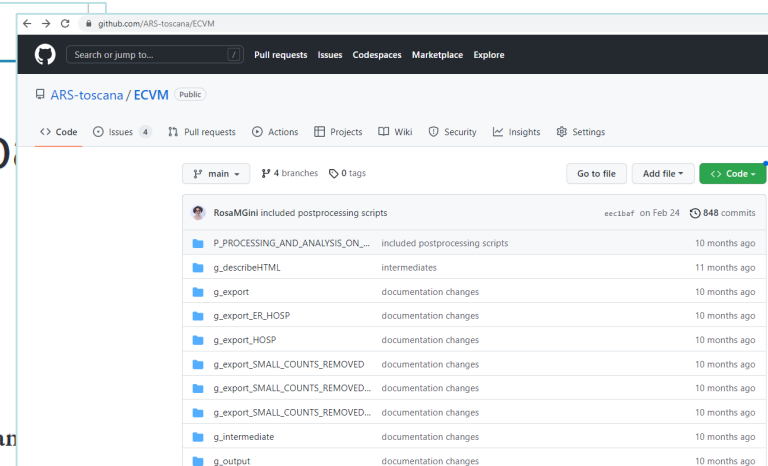 github.com/ARS-toscana/ECVM
Search or jump to... / Pull requests Issues Codespaces Marketplace Explore
ARS-toscana / ECVM Public
<> Code Issues 4 Pull requests Actions Projects Wiki Security Insights Settings
main 4 branches 0 tags Go to file Add file <> Code
RosaMGini included postprocessing scripts eec1baf on Feb 24 848 commits
P_PROCESSING_AND_ANALYSIS_ON_... included postprocessing scripts 10 months ago
g_describeHTML intermediates 11 months ago
g_export documentation changes 10 months ago
g_export_ER_HOSP documentation changes 10 months ago
g_export_HOSP documentation changes 10 months ago
g_export_SMALL_COUNTS_REMOVED documentation changes 10 months ago
g_export_SMALL_COUNTS_REMOVED... documentation changes 10 months ago
g_export_SMALL_COUNTS_REMOVED... documentation changes 10 months ago
g_intermediate documentation changes 10 months ago
g_output documentation changes 10 months ago